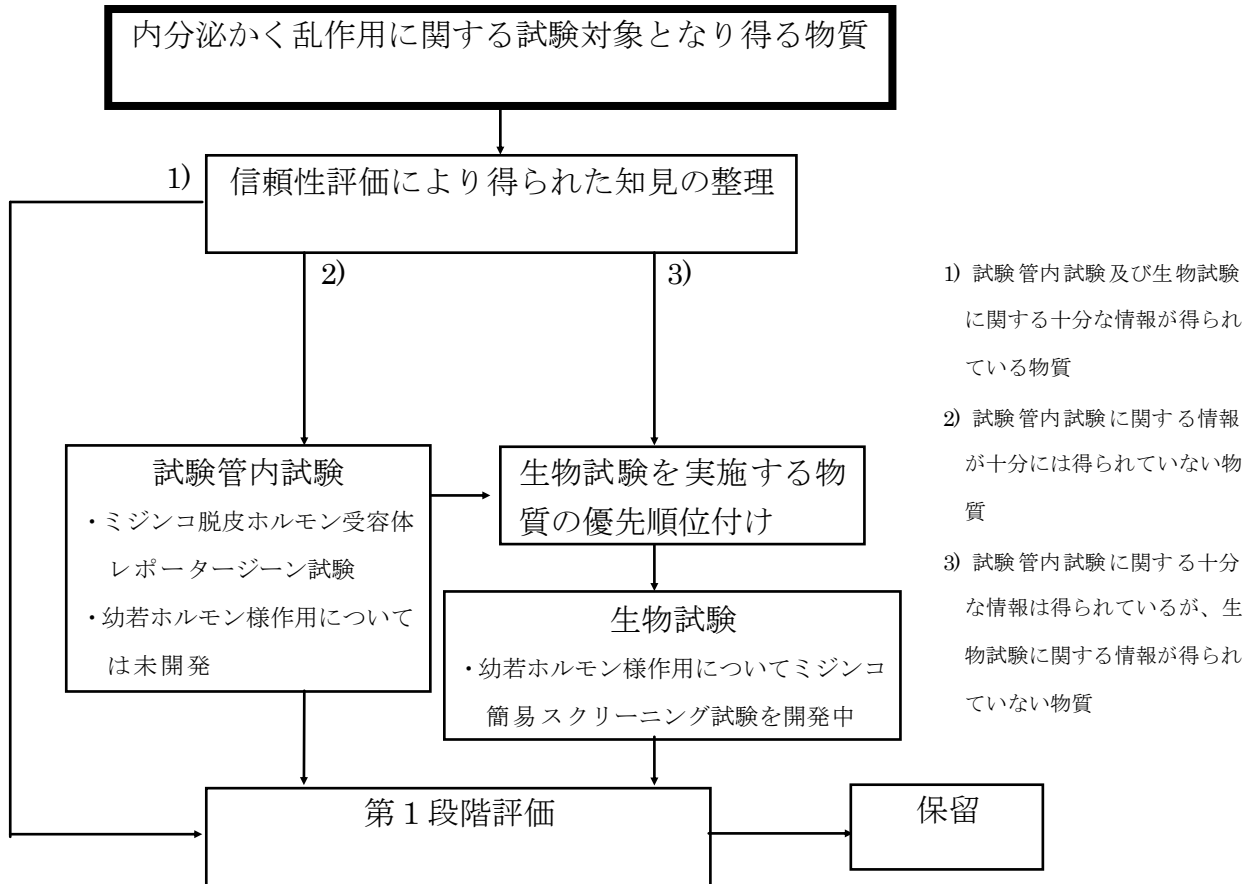 内分泌かく乱作用に関する試験対象となり得る物質
1)
信頼性評価により得られた知見の整理
2)
3)
試験管内試験
・ミジンコ脱皮ホルモン受容体
レポータージーン試験
・幼若ホルモン様作用について
は未開発
生物試験を実施する物
質の優先順位付け
生物試験
・幼若ホルモン様作用についてミジンコ
簡易スクリーニング試験を開発中
第１段階評価
保留
1) 試験管内試験及び生物試験
に関する十分な情報が得られ
ている物質
2) 試験管内試験に関する情報
が十分には得られていない物
質
3) 試験管内試験に関する十分
な情報は得られているが、生
物試験に関する情報が得られ
ていない物質